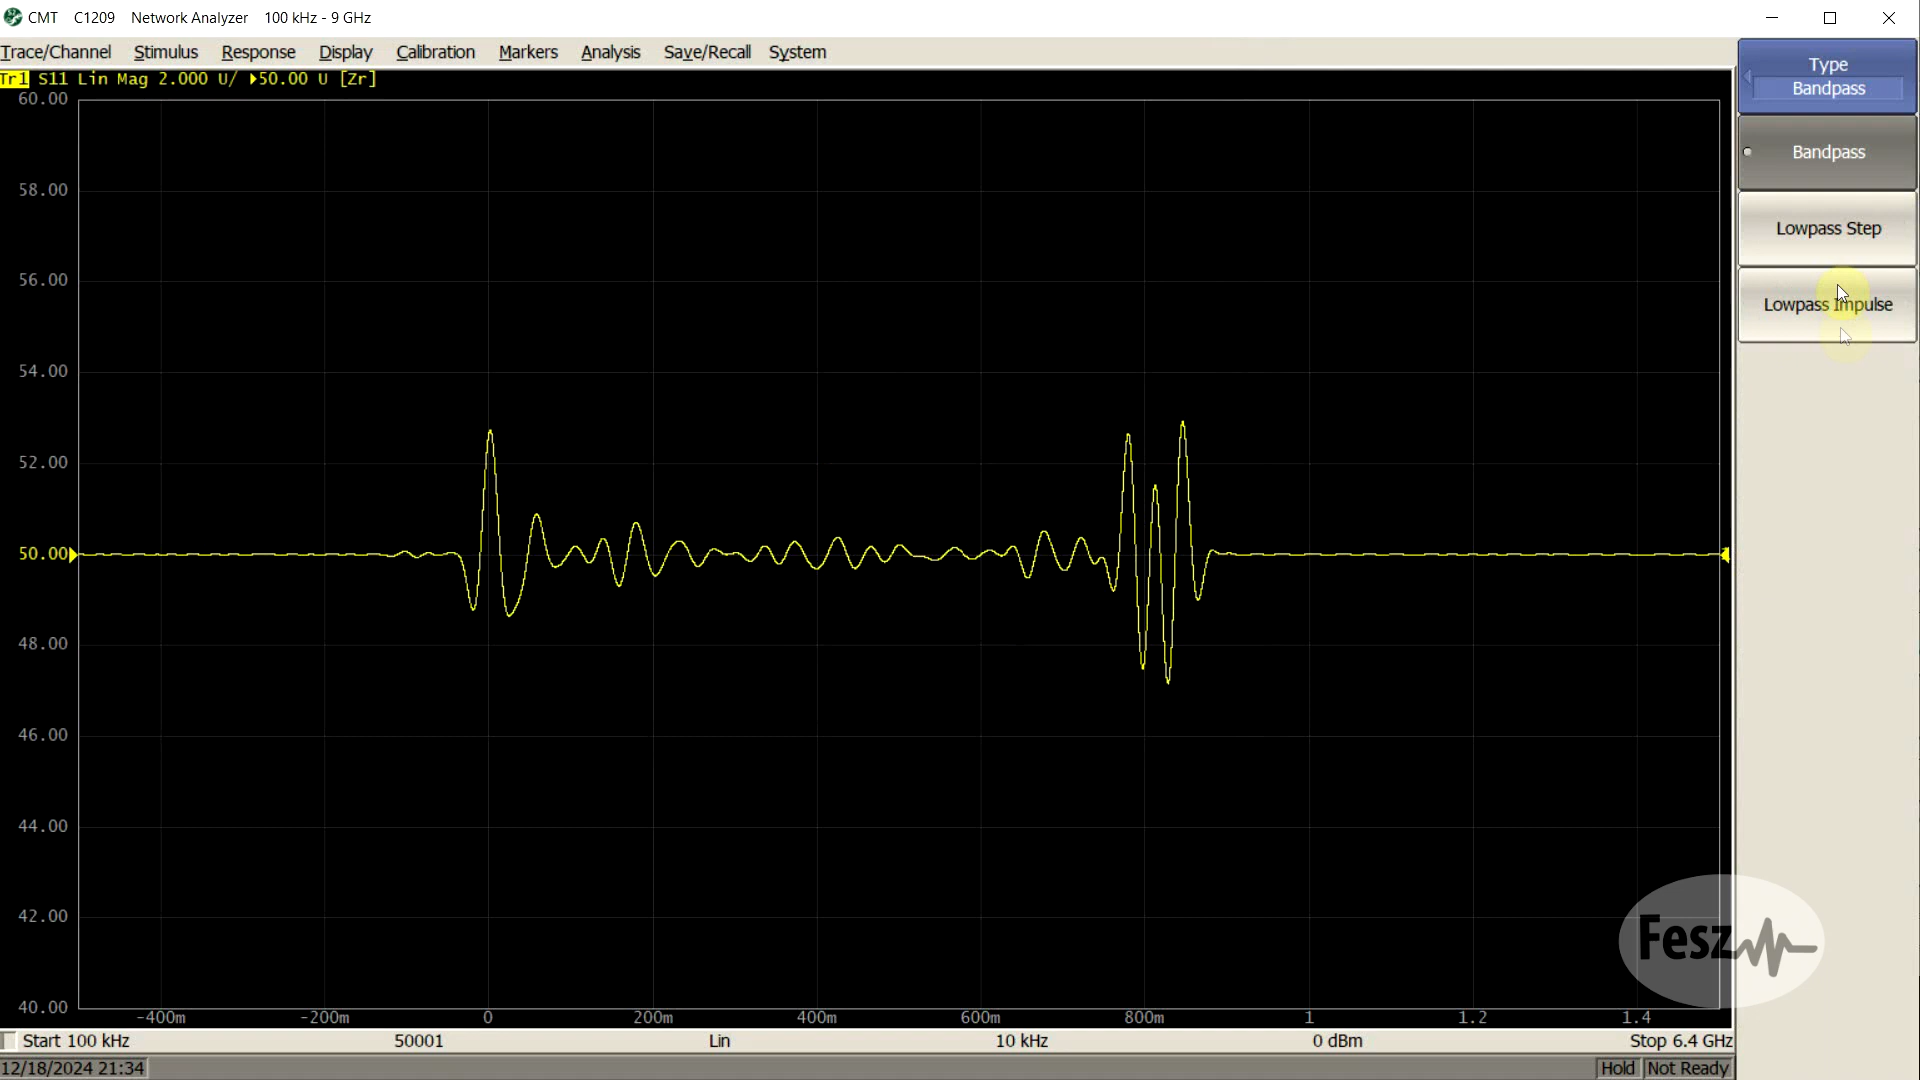 CMT C1209 Network Analyzer 100 kHz - 9 GHz
Trace/Channel Stimulus Response Display Calibration Markers Analysis Save/Recall System
Tr1 S11 Lin Mag 2.000 U/ ▶50.00 U [Zr]
60.00
58.00
56.00
54.00
52.00
50.00
48.00
46.00
44.00
42.00
40.00
-400m -200m 0 200m 400m 600m 800m 1 1.2 1.4
Start 100 kHz 50001 Lin 10 kHz 0 dBm Stop 6.4 GHz
12/18/2024 21:34 Hold Not Ready
Type
Bandpass
Bandpass
Lowpass Step
Lowpass Impulse
Fesz